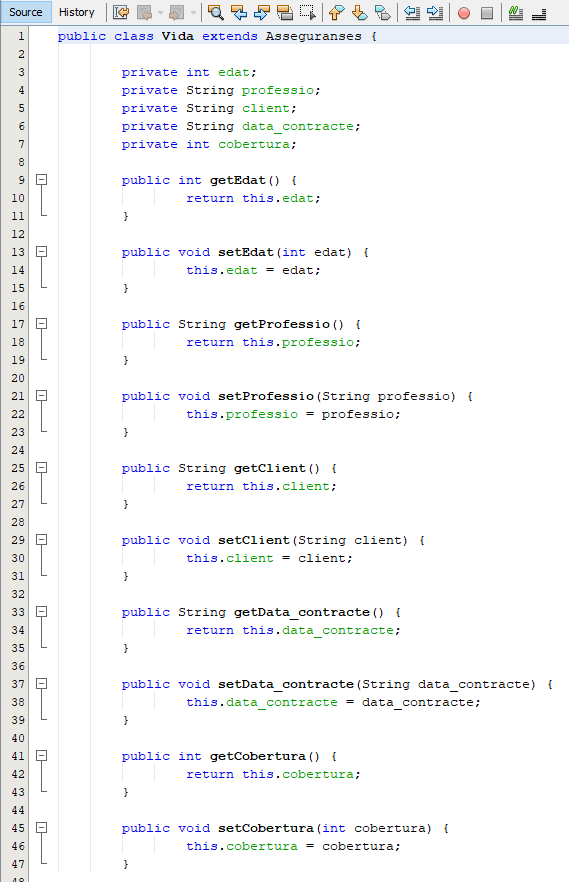 Source History
1 public class Vida extends Asseguranses {
2
3 private int edat;
4 private String professio;
5 private String client;
6 private String data_contracte;
7 private int cobertura;
8
9 public int getEdat() {
10 return this.edat;
11 }
12
13 public void setEdat(int edat) {
14 this.edat = edat;
15 }
16
17 public String getProfessio() {
18 return this.professio;
19 }
20
21 public void setProfessio(String professio) {
22 this.professio = professio;
23 }
24
25 public String getClient() {
26 return this.client;
27 }
28
29 public void setClient(String client) {
30 this.client = client;
31 }
32
33 public String getData_contracte() {
34 return this.data_contracte;
35 }
36
37 public void setData_contracte(String data_contracte) {
38 this.data_contracte = data_contracte;
39 }
40
41 public int getCobertura() {
42 return this.cobertura;
43 }
44
45 public void setCobertura(int cobertura) {
46 this.cobertura = cobertura;
47 }
48